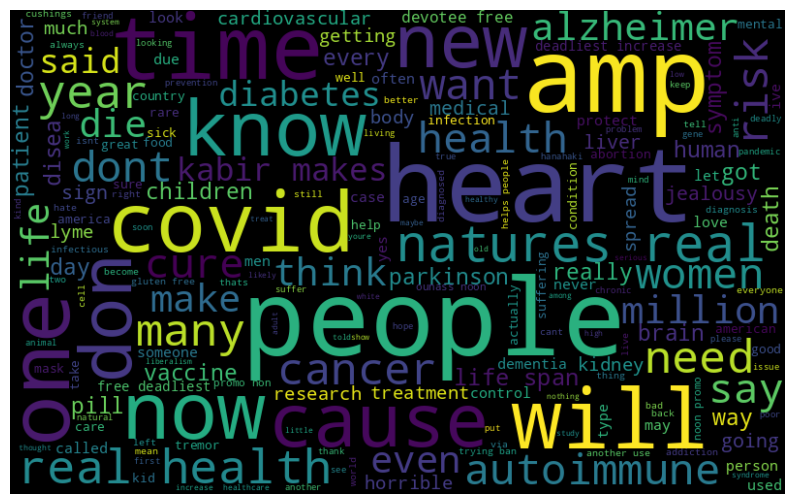 cushings
friend
system
look
cardiovascular
devotee free
mental
much
always
looking
getting
alzheimer
time
new
amp
said
doctor
blood
due
every
deadliest increase
symptom
risk
year
prevention
well
often
want
protect
live
country
rare
diabetes
body
medical
low
keep
patient
die
long
work
better
infection
tell
deadly
disea
isnt
great
food
sick
know
living
health
liver
abortion
human
gene
anti
problem
pandemic
dont
kabir makes
heart
true
hanahaki
let
got
mind
diagnosis
sign
sure
right
children
case
age
diagnosed
healthy
helps people
condition
jealousy
kind
hate
america
still
yes
spread
love
death
life
lyme
covid
help
maybe
natures real
old
infectious
soon
treat
youre
men
day
become
cure
think
ounass noon
parkinson
actually
suffering
really
never
women
serious
one
don
two
gluten free
thats
likely
make
suffer
cell
among
chronic
million
american
everyone
people
animal
many
someone
white
adult
told
show
cant
high
live
brain
please
mask
take
vaccine
liberalism
hope
dementia
kidney
thing
need
good
issue
free deadliest
promo non
cancer
life span
nothing
pill
natural
care
now
research
treatment
control
will
type
noon promo
bad
back
say
poor
thought
called
mean
left
out
cause
little
put
via
trying ban
study
may
way
addiction
going
real health
tremor
first
kid
thank
see
even
world
autoimmune
another use
person
increase
healthcare
another
horrible
syndrome
used